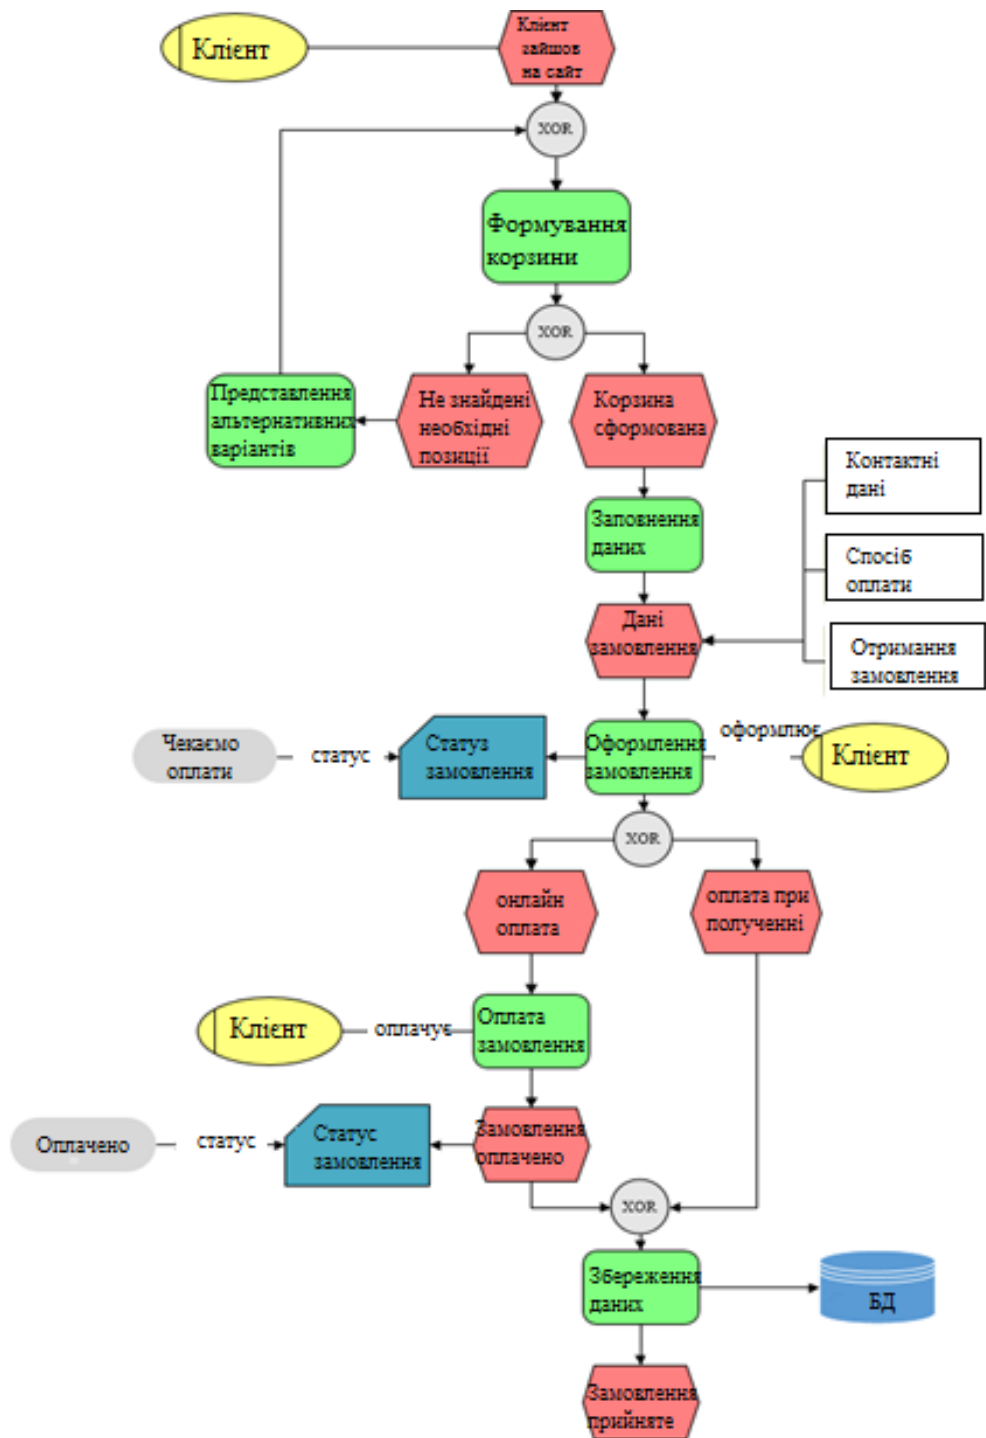 Клієнт
Клієнт
зайшов
на сайт
XOR
Формування
корзини
XOR
Представлення
альтернативних
варіантів
Не знайдені
необхідні
позиції
Корзина
сформована
Контактні
дані
Заповнення
даних
Спосіб
оплати
Дані
замовлення
Отримання
замовлення
Чекаємо
оплати
статус
Статуз
замовлення
Оформлення
замовлення
оформлює
Клієнт
XOR
онлайн
оплата
оплата при
полученні
Клієнт
оплачує
Оплата
замовлення
Оплачено
статус
Статус
замовлення
Замовлення
оплачено
XOR
Збереження
даних
БД
Замовлення
прийняте